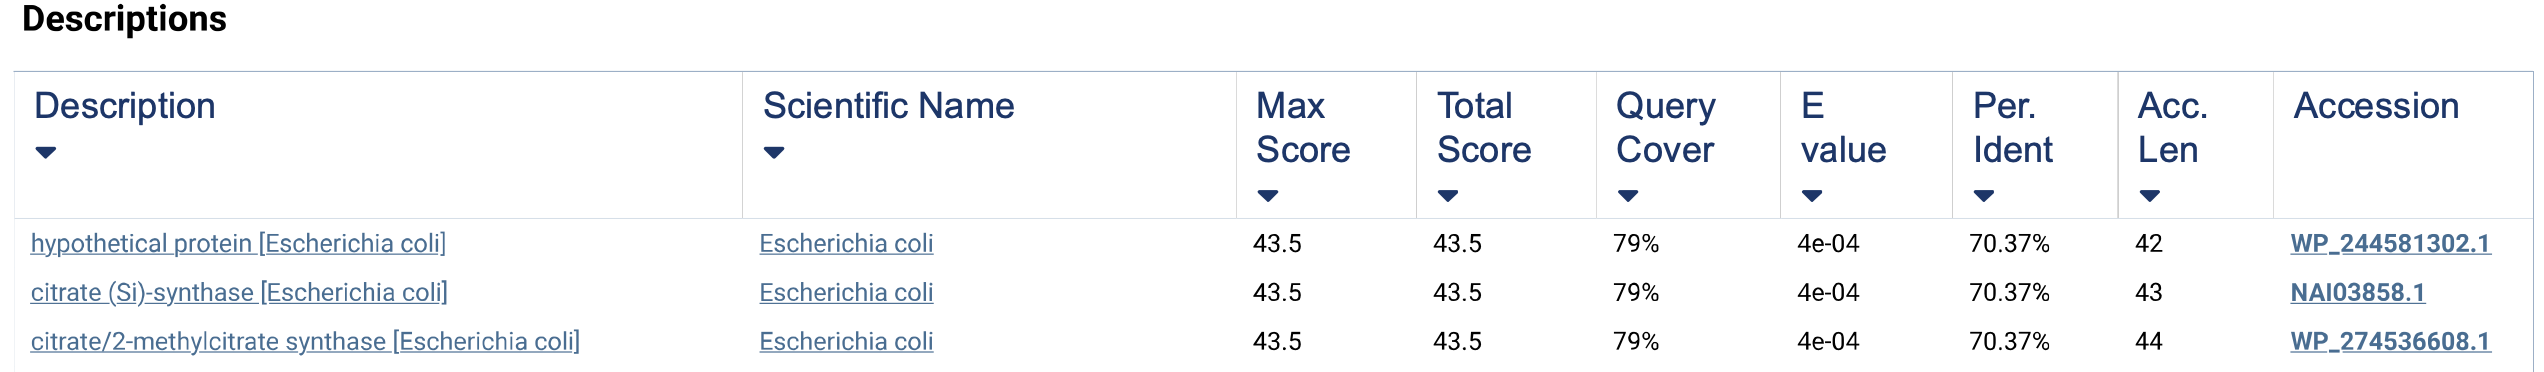 Descriptions
Description Scientific Name Max Score Total Score Query Cover E value Per. Ident Acc. Len Accession
hypothetical protein [Escherichia coli] Escherichia coli 43.5 43.5 79% 4e-04 70.37% 42 WP_244581302.1
citrate (Si)-synthase [Escherichia coli] Escherichia coli 43.5 43.5 79% 4e-04 70.37% 43 NAI03858.1
citrate/2-methylcitrate synthase [Escherichia coli] Escherichia coli 43.5 43.5 79% 4e-04 70.37% 44 WP_274536608.1